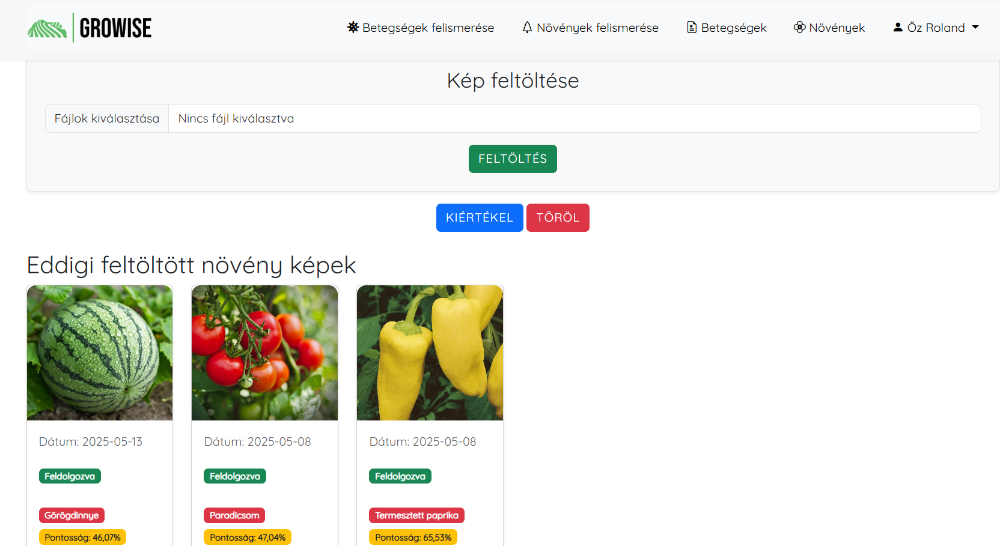 GROWISE
Betegségek felismerése
Növények felismerése
Betegségek
Növények
Őz Roland
Kép feltöltése
Fájlok kiválasztása
Nincs fájl kiválasztva
FELTÖLTÉS
KIÉRTÉKEL
TÖRÖL
Eddigi feltöltött növény képek
Dátum: 2025-05-13
Feldolgozva
Görögdinnye
Pontosság: 46,07%
Dátum: 2025-05-08
Feldolgozva
Paradicsom
Pontosság: 47,04%
Dátum: 2025-05-08
Feldolgozva
Termesztett paprika
Pontosság: 65,53%